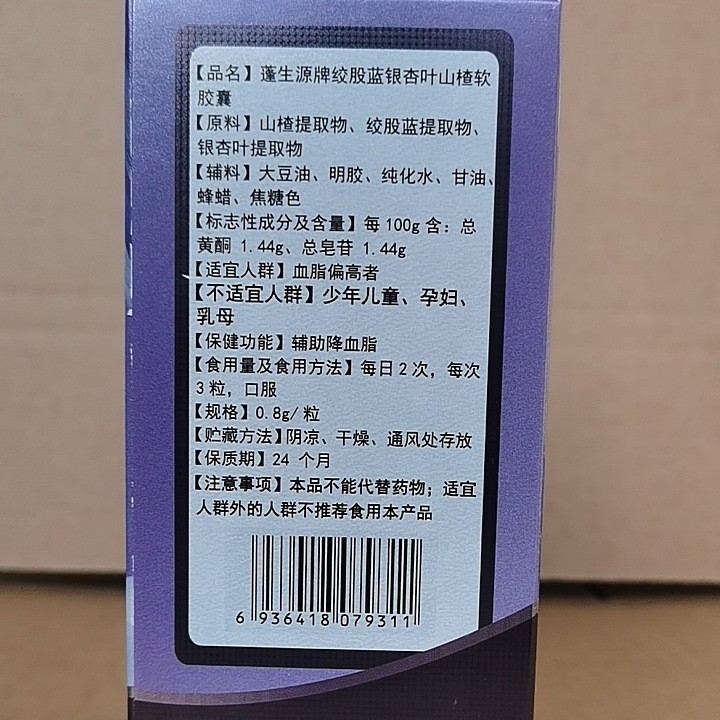 【品名】蓬生源牌绞股蓝银杏叶山楂软
胶囊
【原料】山楂提取物、绞股蓝提取物、
银杏叶提取物
【辅料】大豆油、明胶、纯化水、甘油、
蜂蜡、焦糖色
【标志性成分及含量】每100g含：总
黄酮 1.44g、总皂苷 1.44g
【适宜人群】血脂偏高者
【不适宜人群】少年儿童、孕妇、
乳母
【保健功能】辅助降血脂
【食用量及食用方法】每日2次，每次
3粒，口服
【规格】0.8g/粒
【贮藏方法】阴凉、干燥、通风处存放
【保质期】24 个月
【注意事项】本品不能代替药物；适宜
人群外的人群不推荐食用本产品
6 936418 079311